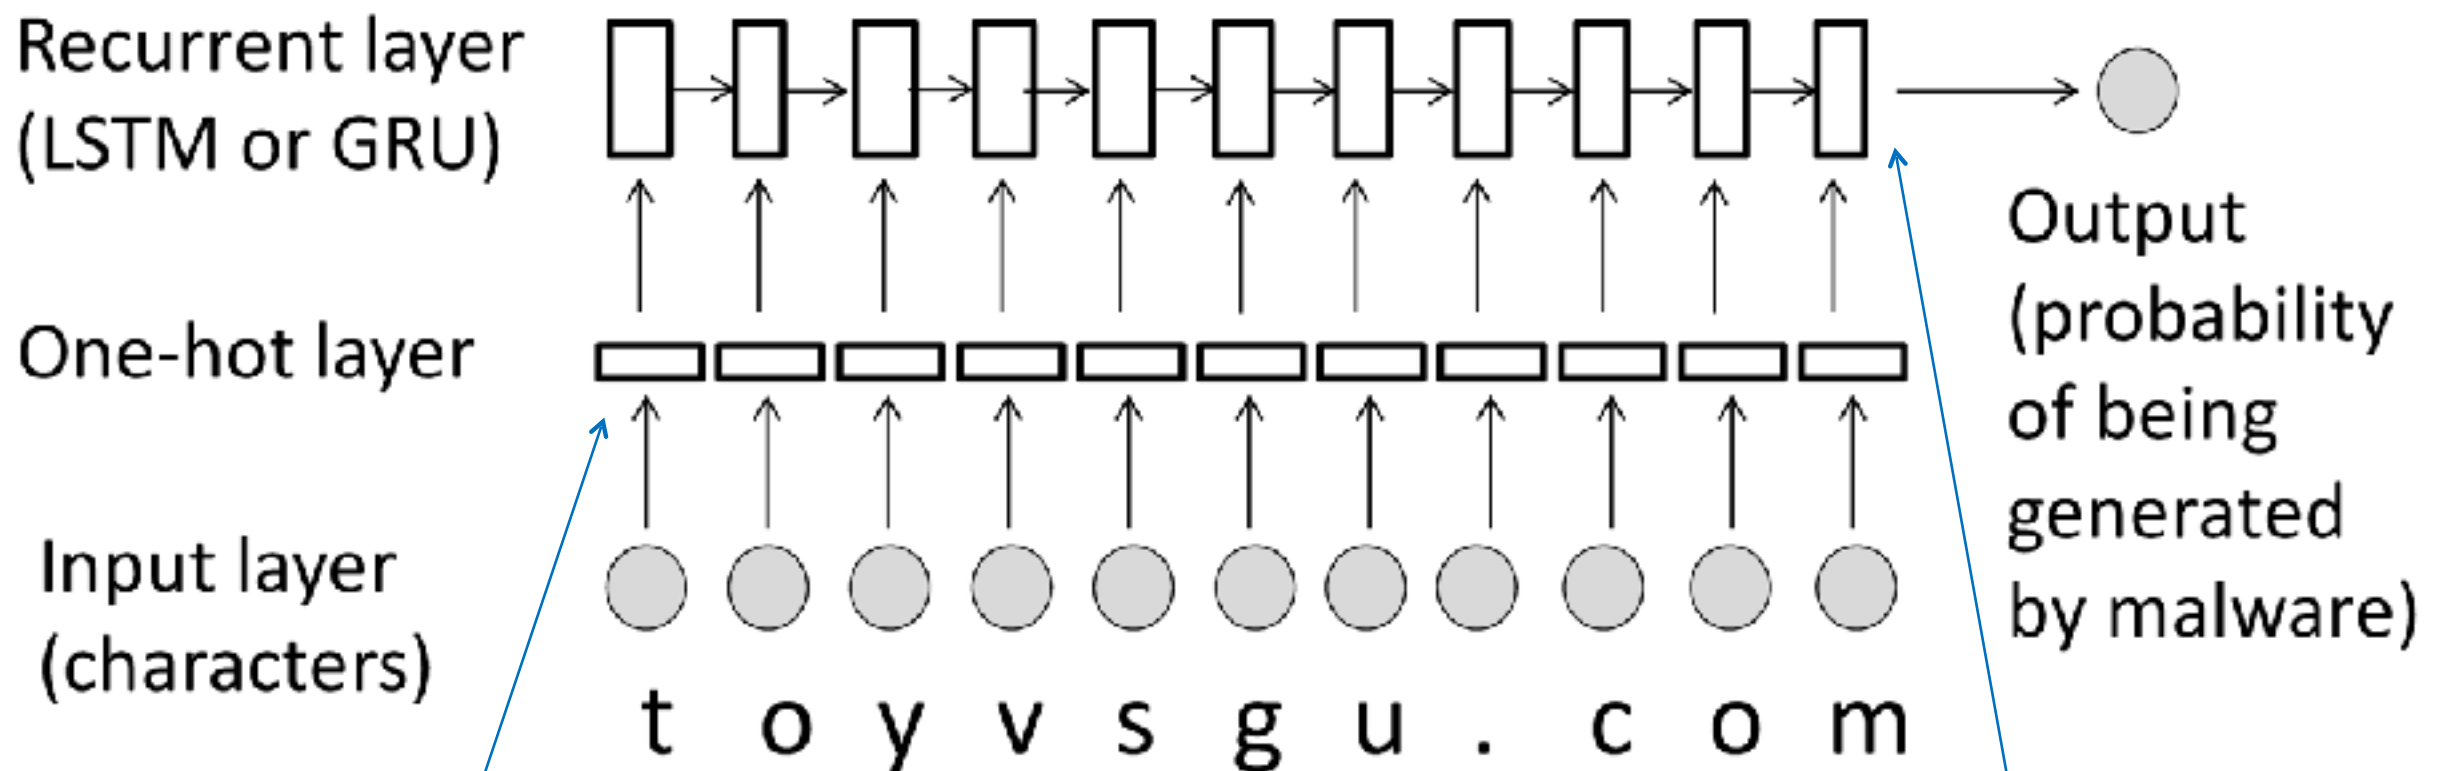 Recurrent layer
(LSTM or GRU)
One-hot layer
Input layer
(characters)
t o y v s g u . c o m
Output
(probability
of being
generated
by malware)